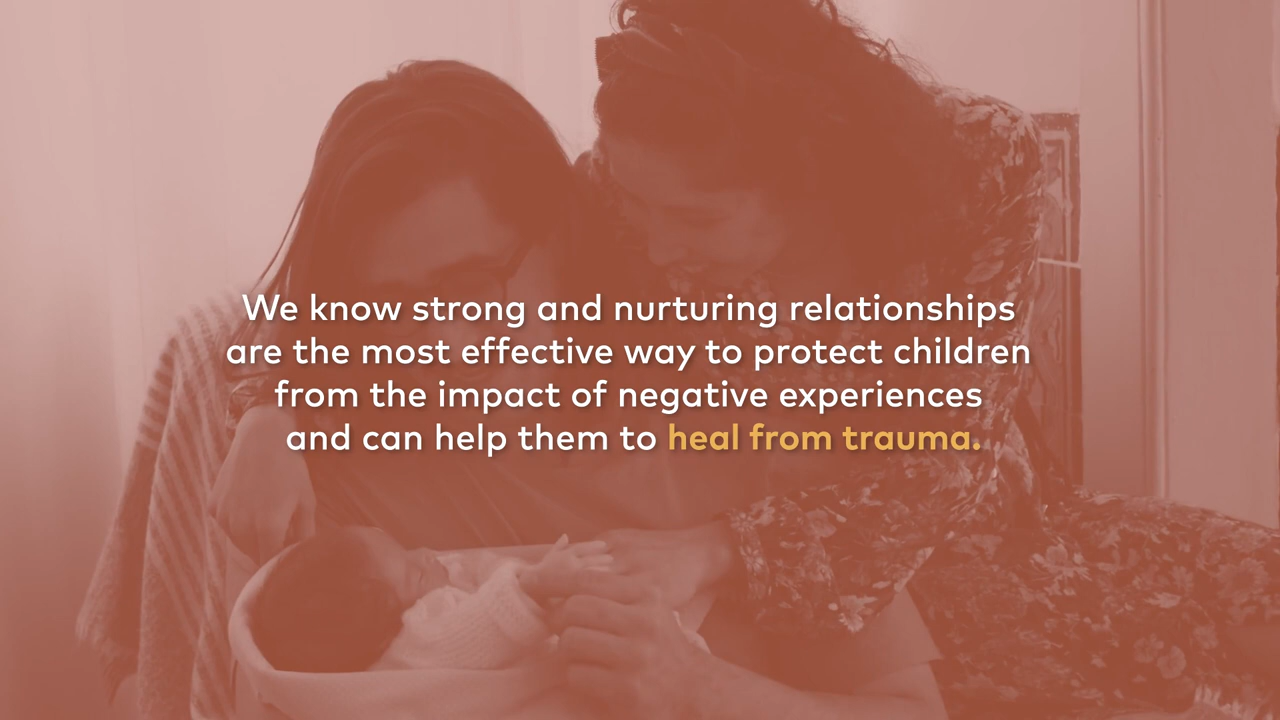 We know strong and nurturing relationships
are the most effective way to protect children
from the impact of negative experiences
and can help them to heal from trauma.